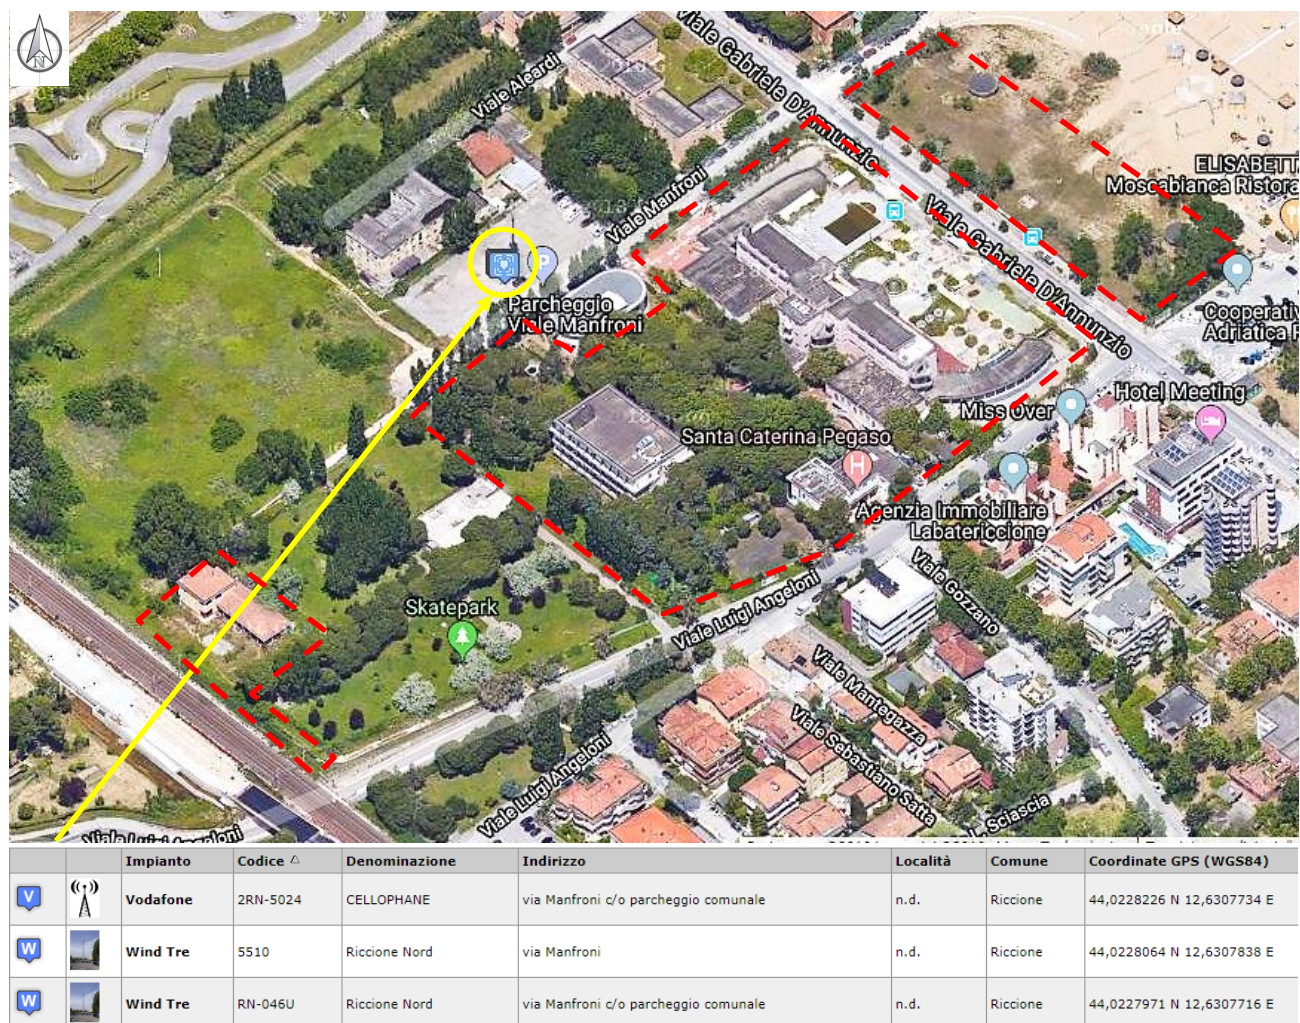 N
Viale Aleardi
Viale Gabriele D'Annunzio
Viale Manfroni
ELISABETTA
Moscabianca Ristora
Viale Gabriele D'Annunzio
P
Parcheggio
Viale Manfroni
Cooperativ
Adriatica
Miss Over
Hotel Meeting
Santa Caterina Pegaso
H
Agenzia Immobiliare
Labatericcione
Viale Gozzano
Viale Luigi Angeloni
Skatepark
Viale Mantegazza
Viale Sebastiano Satta
Viale Luigi Angeloni
L. Sciascia
Viale Luigi Angeloni
Impianto Codice △ Denominazione Indirizzo Località Comune Coordinate GPS (WGS84)
V Vodafone 2RN-5024 CELLOPHANE via Manfroni c/o parcheggio comunale n.d. Riccione 44,0228226 N 12,6307734 E
W Wind Tre 5510 Riccione Nord via Manfroni n.d. Riccione 44,0228064 N 12,6307838 E
W Wind Tre RN-046U Riccione Nord via Manfroni c/o parcheggio comunale n.d. Riccione 44,0227971 N 12,6307716 E